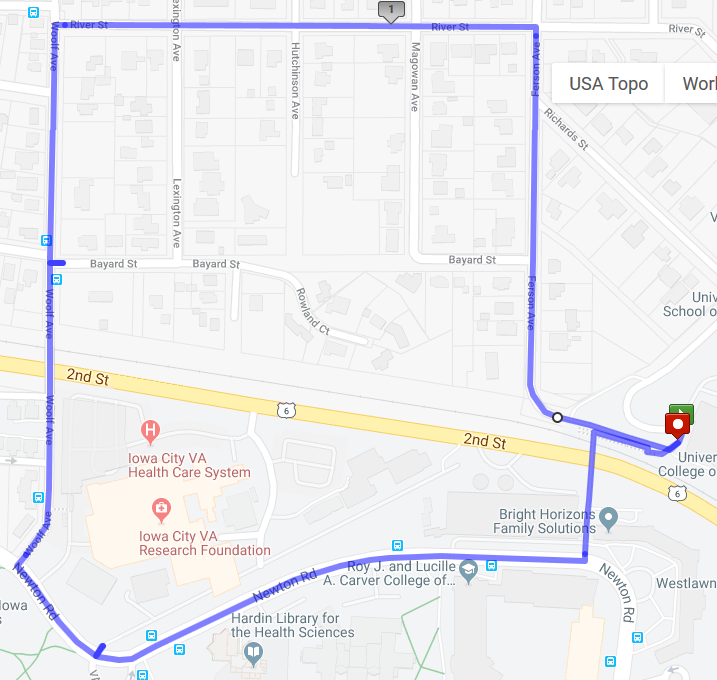 1
River St
River St
River St
Woolf Ave
Lexington Ave
Hutchinson Ave
Magowan Ave
Ferson Ave
USA Topo
Richards St
Lexington Ave
Bayard St
Bayard St
Bayard St
Rowland Ct
Woolf Ave
Ferson Ave
Univer
School o
2nd St
6
Woolf Ave
2nd St
6
H
Iowa City VA
Health Care System
Univer
College o
Iowa City VA
Research Foundation
Bright Horizons
Family Solutions
Woolf Ave
Newton Rd
Newton Rd
Roy J. and Lucille
A. Carver College of...
Newton Rd
Westlawn
Hardin Library for
the Health Sciences